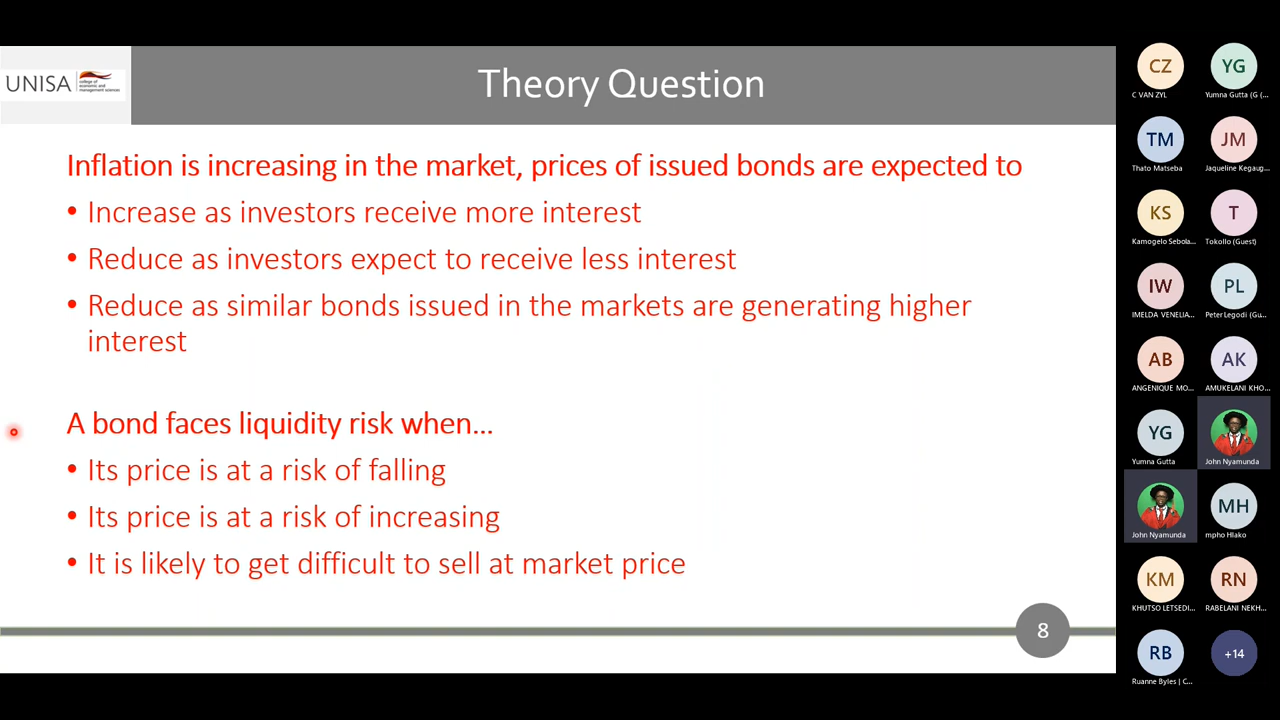 UNISA
college of
economic and
management sciences
Theory Question
Inflation is increasing in the market, prices of issued bonds are expected to
• Increase as investors receive more interest
• Reduce as investors expect to receive less interest
• Reduce as similar bonds issued in the markets are generating higher
interest
A bond faces liquidity risk when...
• Its price is at a risk of falling
• Its price is at a risk of increasing
• It is likely to get difficult to sell at market price
8
CZ
C VAN ZYL
YG
Yumna Gutta (G (...
TM
Thato Matseba
JM
Jaqueline Kegaug...
KS
Kamogelo Sebola...
T
Tokollo (Guest)
IW
IMELDA VENELIA...
PL
Peter Legodi (Gu...
AB
ANGENIQUE MO...
AK
AMUKELANI KHO...
YG
Yumna Gutta
John Nyamunda
John Nyamunda
MH
mpho Hlako
KM
KHUTSO LETSEDI...
RN
RABELANI NEKH...
RB
Ruanne Byles | C...
+14